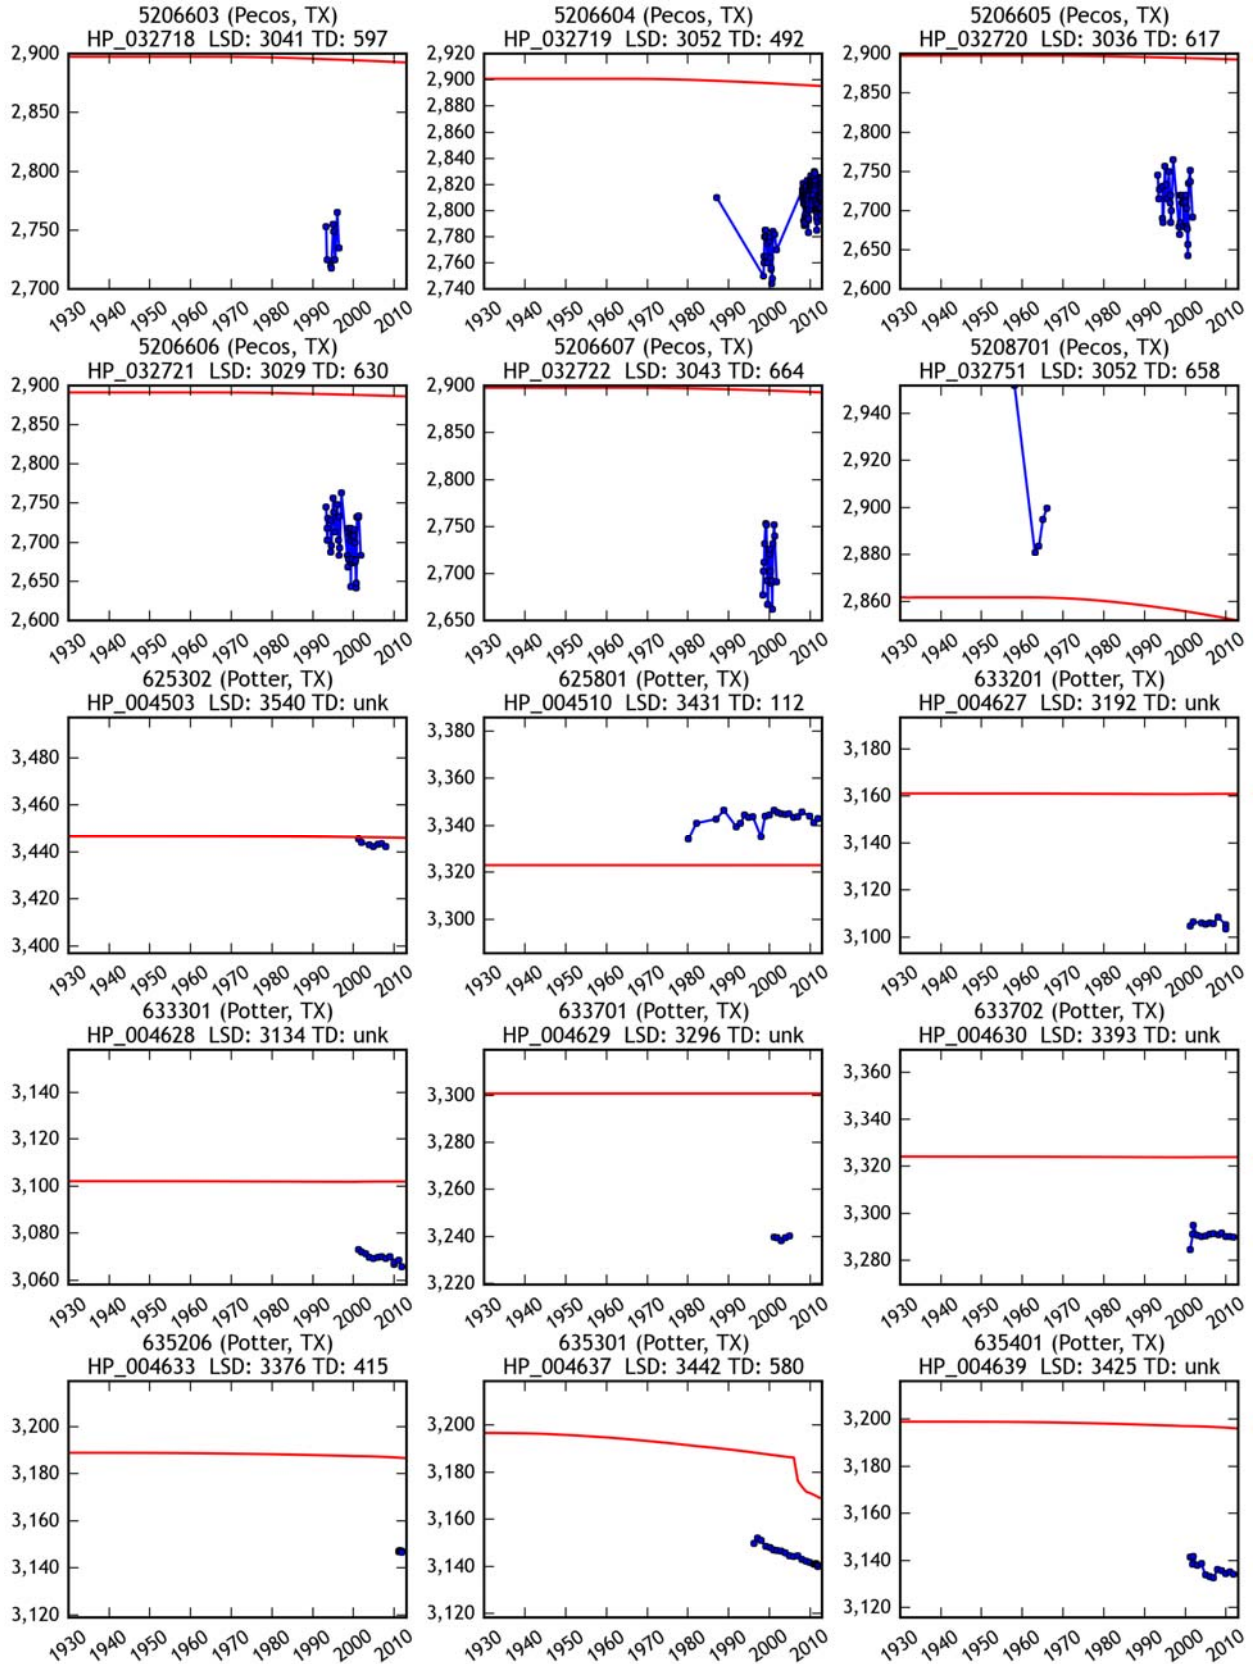 5206603 (Pecos, TX)
HP_032718 LSD: 3041 TD: 597
2,900
2,850
2,800
2,750
2,700
1930 1940 1950 1960 1970 1980 1990 2000 2010
5206604 (Pecos, TX)
HP_032719 LSD: 3052 TD: 492
2,920
2,900
2,880
2,860
2,840
2,820
2,800
2,780
2,760
2,740
1930 1940 1950 1960 1970 1980 1990 2000 2010
5206605 (Pecos, TX)
HP_032720 LSD: 3036 TD: 617
2,900
2,850
2,800
2,750
2,700
2,650
2,600
1930 1940 1950 1960 1970 1980 1990 2000 2010
5206606 (Pecos, TX)
HP_032721 LSD: 3029 TD: 630
2,900
2,850
2,800
2,750
2,700
2,650
2,600
1930 1940 1950 1960 1970 1980 1990 2000 2010
5206607 (Pecos, TX)
HP_032722 LSD: 3043 TD: 664
2,900
2,850
2,800
2,750
2,700
2,650
1930 1940 1950 1960 1970 1980 1990 2000 2010
5208701 (Pecos, TX)
HP_032751 LSD: 3052 TD: 658
2,940
2,920
2,900
2,880
2,860
1930 1940 1950 1960 1970 1980 1990 2000 2010
625302 (Potter, TX)
HP_004503 LSD: 3540 TD: unk
3,480
3,460
3,440
3,420
3,400
1930 1940 1950 1960 1970 1980 1990 2000 2010
625801 (Potter, TX)
HP_004510 LSD: 3431 TD: 112
3,380
3,360
3,340
3,320
3,300
1930 1940 1950 1960 1970 1980 1990 2000 2010
633201 (Potter, TX)
HP_004627 LSD: 3192 TD: unk
3,180
3,160
3,140
3,120
3,100
1930 1940 1950 1960 1970 1980 1990 2000 2010
633301 (Potter, TX)
HP_004628 LSD: 3134 TD: unk
3,140
3,120
3,100
3,080
3,060
1930 1940 1950 1960 1970 1980 1990 2000 2010
633701 (Potter, TX)
HP_004629 LSD: 3296 TD: unk
3,300
3,280
3,260
3,240
3,220
1930 1940 1950 1960 1970 1980 1990 2000 2010
633702 (Potter, TX)
HP_004630 LSD: 3393 TD: unk
3,360
3,340
3,320
3,300
3,280
1930 1940 1950 1960 1970 1980 1990 2000 2010
635206 (Potter, TX)
HP_004633 LSD: 3376 TD: 415
3,200
3,180
3,160
3,140
3,120
1930 1940 1950 1960 1970 1980 1990 2000 2010
635301 (Potter, TX)
HP_004637 LSD: 3442 TD: 580
3,200
3,180
3,160
3,140
3,120
1930 1940 1950 1960 1970 1980 1990 2000 2010
635401 (Potter, TX)
HP_004639 LSD: 3425 TD: unk
3,200
3,180
3,160
3,140
3,120
1930 1940 1950 1960 1970 1980 1990 2000 2010